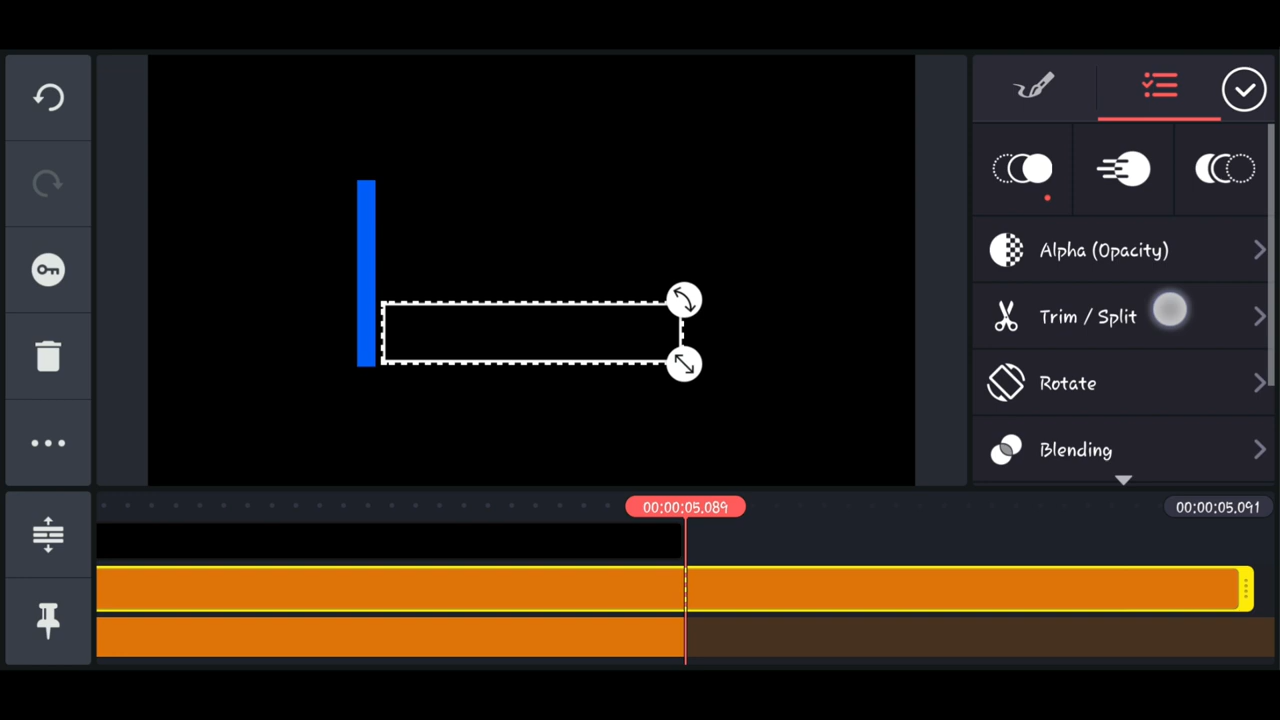 Alpha (Opacity)
Trim / Split
Rotate
Blending
00:00:05.089
00:00:05.091